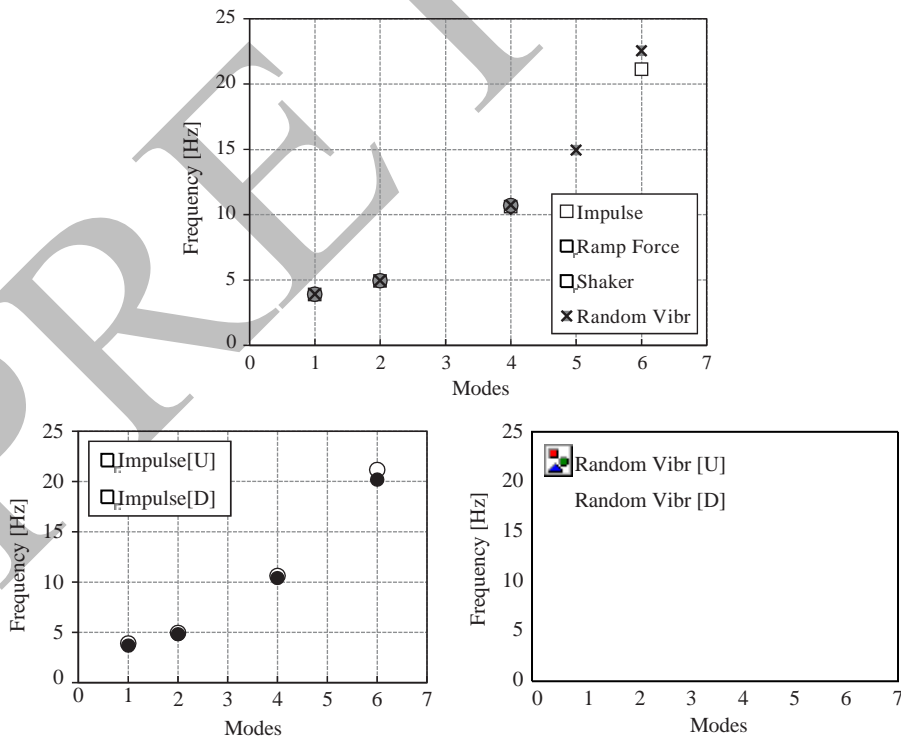 25
20
15
10
5
0
Frequency [Hz]
Impulse
Ramp Force
Shaker
Random Vibr
0 1 2 3 4 5 6 7
Modes
25
20
15
10
5
0
Frequency [Hz]
Impulse[U]
Impulse[D]
0 1 2 3 4 5 6 7
Modes
25
20
15
10
5
0
Frequency [Hz]
Random Vibr [U]
Random Vibr [D]
0 1 2 3 4 5 6 7
Modes